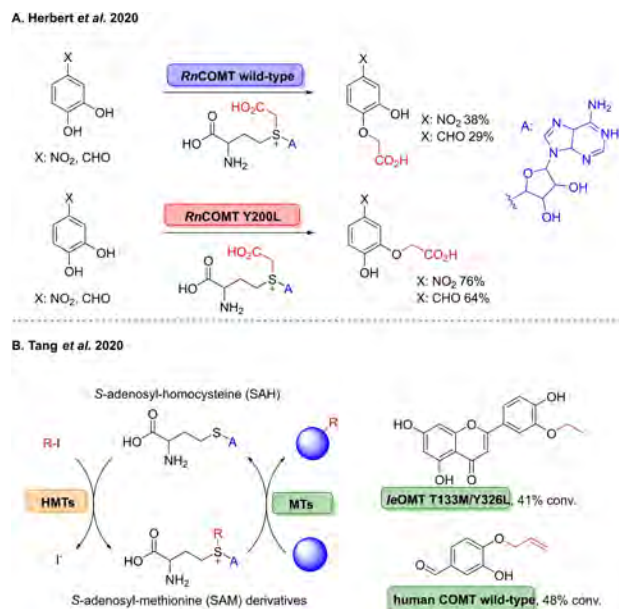 A. Herbert et al. 2020
X
OH
OH
X: NO₂, CHO
RnCOMT wild-type
HO₂C
O
HO
S
+
A
NH₂
X
OH
O
CO₂H
X: NO₂ 38%
X: CHO 29%
A:
NH₂
N
NH
N
N
O
OH
HO
X
OH
OH
X: NO₂, CHO
RnCOMT Y200L
HO₂C
O
HO
S
+
A
NH₂
X
O
CO₂H
OH
X: NO₂ 76%
X: CHO 64%
B. Tang et al. 2020
S-adenosyl-homocysteine (SAH)
R-I
O
HO
S
A
NH₂
R
HMTs
MTs
I⁻
O
R
HO
S
+
A
NH₂
S-adenosyl-methionine (SAM) derivatives
OH
HO
O
O
OH
O
IeOMT T133M/Y326L, 41% conv.
O
O
OH
human COMT wild-type, 48% conv.